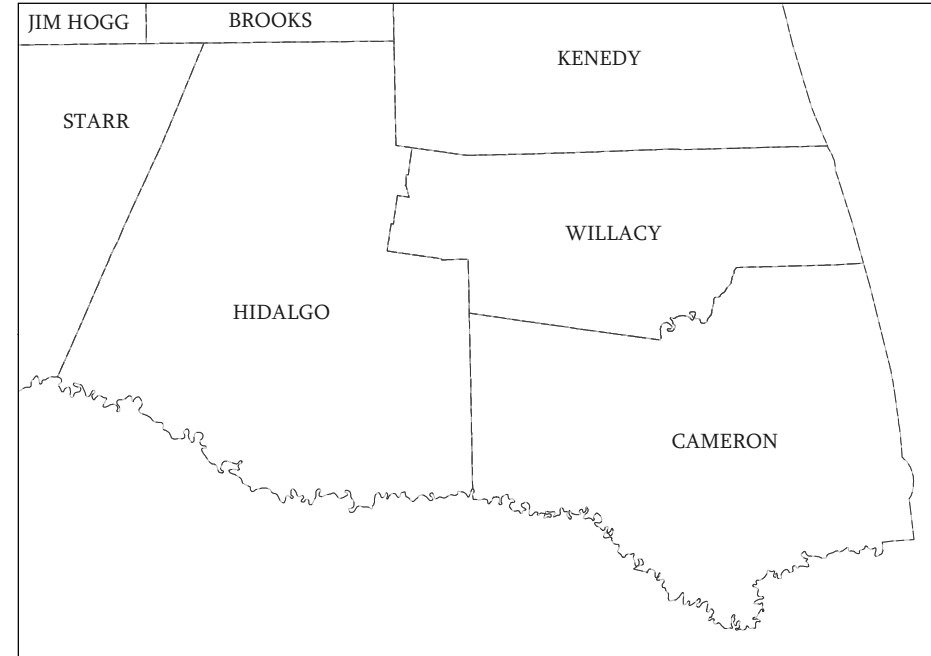 JIM HOGG
BROOKS
KENEDY
STARR
WILLACY
HIDALGO
CAMERON